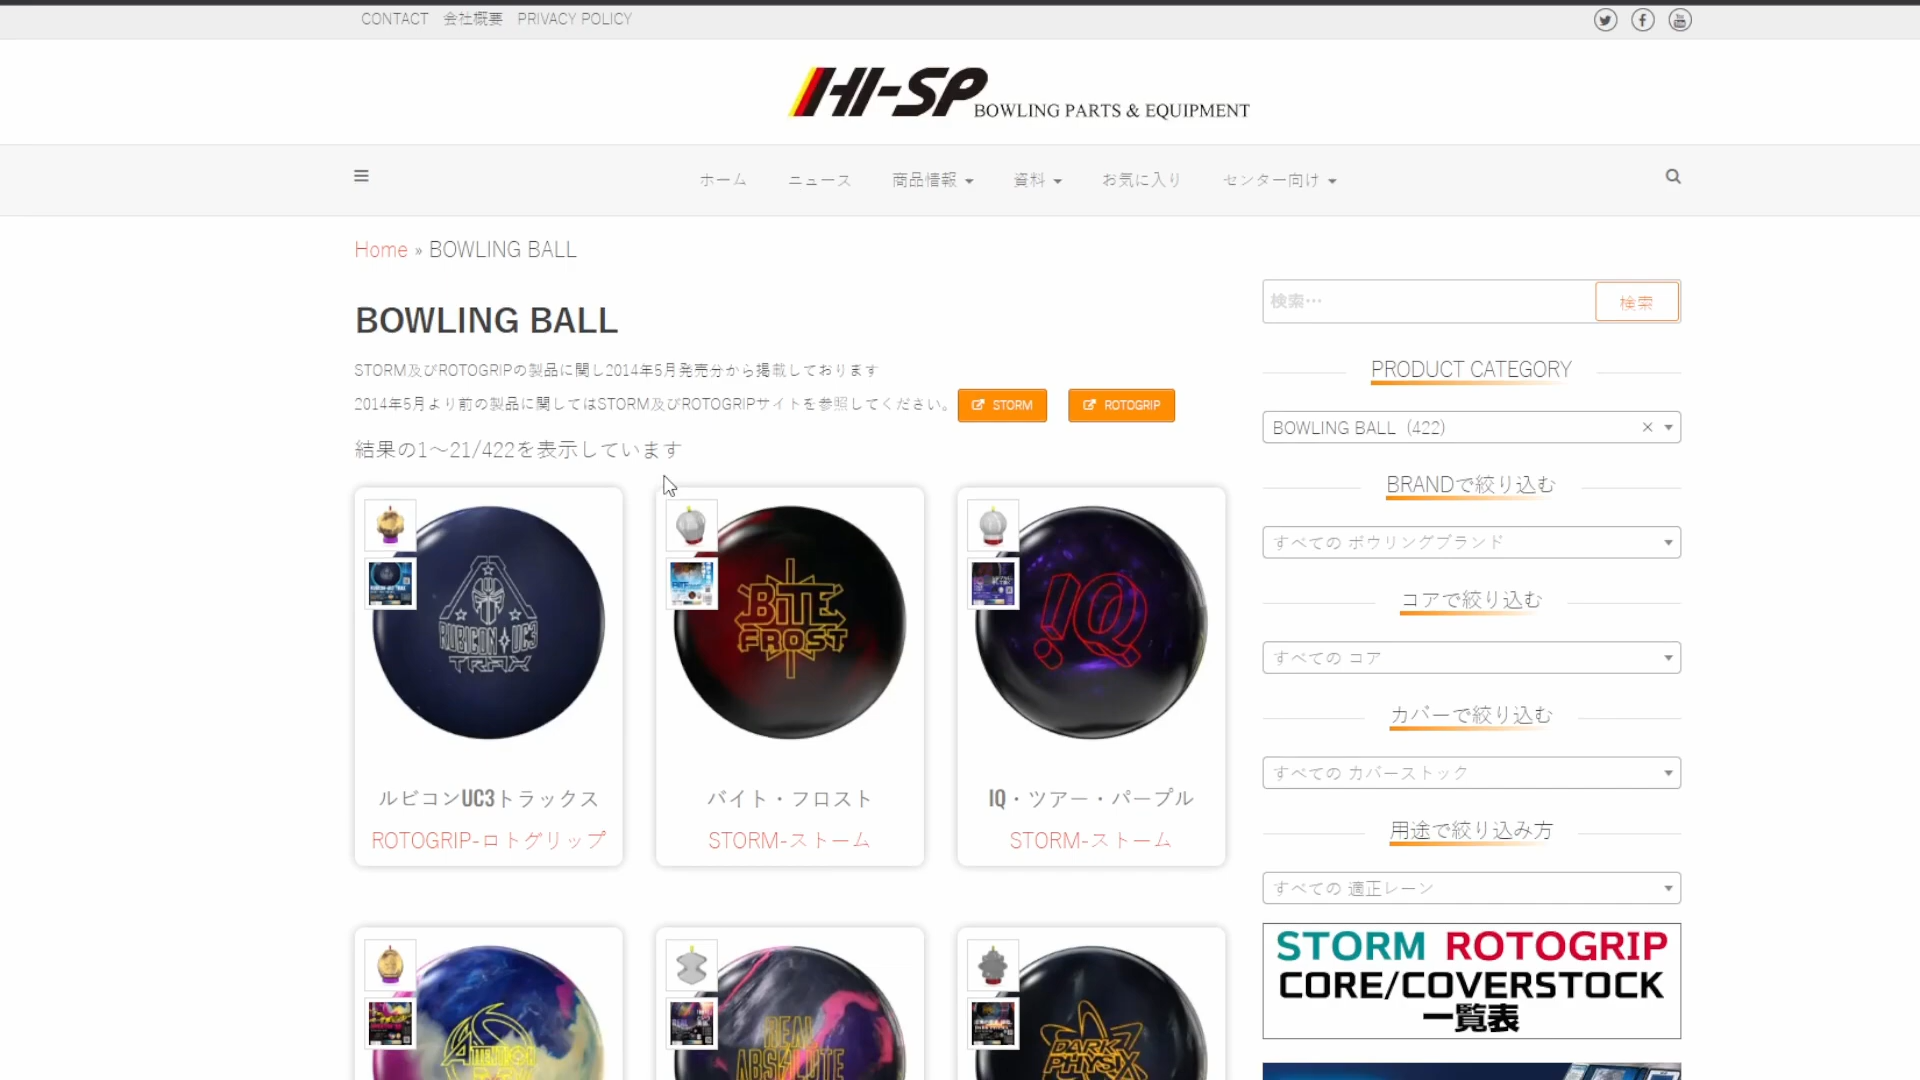 CONTACT 会社概要 PRIVACY POLICY
HI-SP BOWLING PARTS & EQUIPMENT
ホーム ニュース 商品情報 資料 お気に入り センター向け
Home » BOWLING BALL
BOWLING BALL
STORM及びROTOGRIPの製品に関し2014年5月発売分から掲載しております
2014年5月より前の製品に関してはSTORM及びROTOGRIPサイトを参照してください。 STORM ROTOGRIP
結果の1～21/422を表示しています
RUBICON UC3
TRAX
ルビコンUC3トラックス
ROTOGRIP-ロトグリップ
BITE
FROST
バイト・フロスト
STORM-ストーム
!Q
IQ・ツアー・パープル
STORM-ストーム
REAL
ABSOLUTE
DARK
PHYSIX
検索… 検索
PRODUCT CATEGORY
BOWLING BALL (422) ×
BRANDで絞り込む
すべての ボウリングブランド
コアで絞り込む
すべての コア
カバーで絞り込む
すべての カバーストック
用途で絞り込み方
すべての 適正レーン
STORM ROTOGRIP
CORE/COVERSTOCK
一覧表